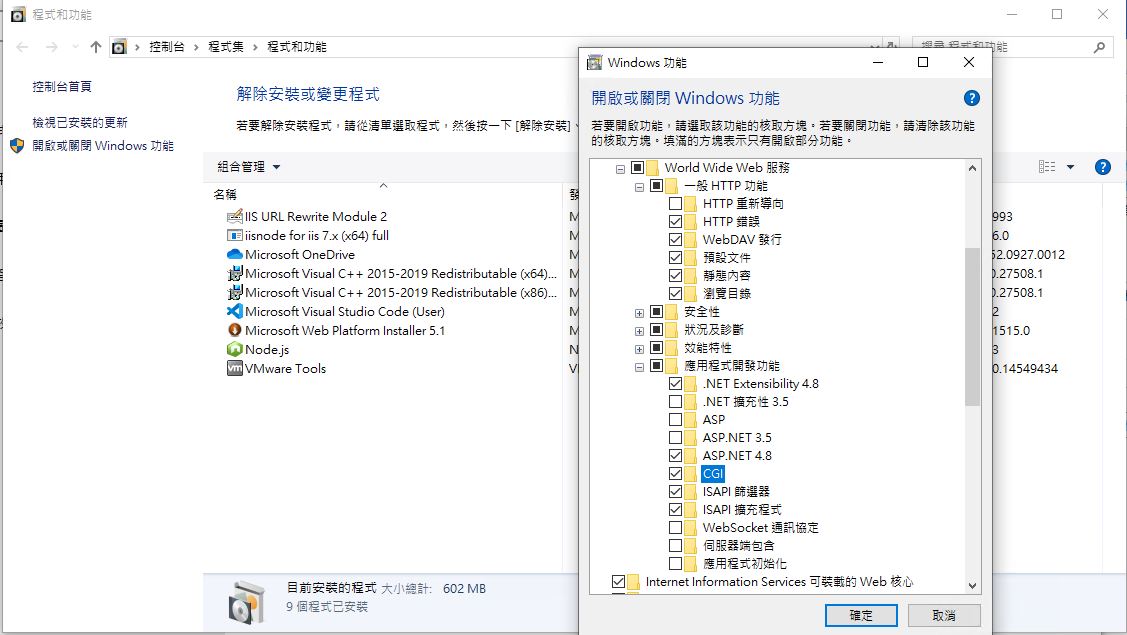 程式和功能
控制台 › 程式集 › 程式和功能
搜尋 程式和功能
控制台首頁
檢視已安裝的更新
開啟或關閉 Windows 功能
解除安裝或變更程式
若要解除安裝程式，請從清單選取程式，然後按一下 [解除安裝]、
組合管理
名稱
IIS URL Rewrite Module 2
iisnode for iis 7.x (x64) full
Microsoft OneDrive
Microsoft Visual C++ 2015-2019 Redistributable (x64)...
Microsoft Visual C++ 2015-2019 Redistributable (x86)...
Microsoft Visual Studio Code (User)
Microsoft Web Platform Installer 5.1
Node.js
VMware Tools
目前安裝的程式 大小總計: 602 MB
9 個程式已安裝
Windows 功能
開啟或關閉 Windows 功能
若要開啟功能，請選取該功能的核取方塊。若要關閉功能，請清除該功能
的核取方塊。填滿的方塊表示只有開啟部分功能。
World Wide Web 服務
一般 HTTP 功能
HTTP 重新導向
HTTP 錯誤
WebDAV 發行
預設文件
靜態內容
瀏覽目錄
安全性
狀況及診斷
效能特性
應用程式開發功能
.NET Extensibility 4.8
.NET 擴充性 3.5
ASP
ASP.NET 3.5
ASP.NET 4.8
CGI
ISAPI 篩選器
ISAPI 擴充程式
WebSocket 通訊協定
伺服器端包含
應用程式初始化
Internet Information Services 可裝載的 Web 核心
確定
取消
993
6.0
52.0927.0012
0.27508.1
0.27508.1
2
1515.0
3
0.14549434